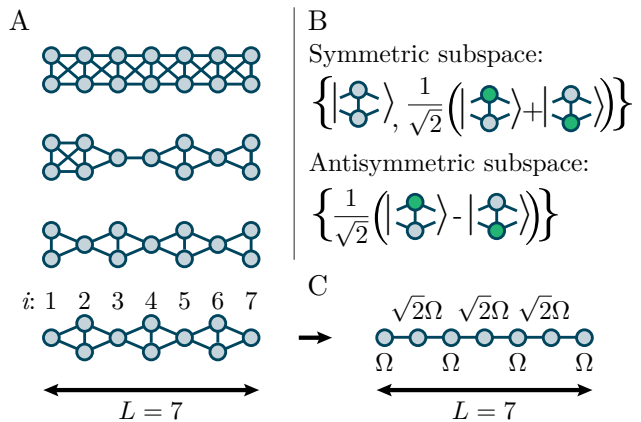 A
i: 1 2 3 4 5 6 7
L = 7
B
Symmetric subspace:
{| ⟩, 1/√2 (| ⟩+| ⟩)}
Antisymmetric subspace:
{1/√2 (| ⟩ - | ⟩)}
C
√2Ω √2Ω √2Ω
Ω Ω Ω Ω
L = 7